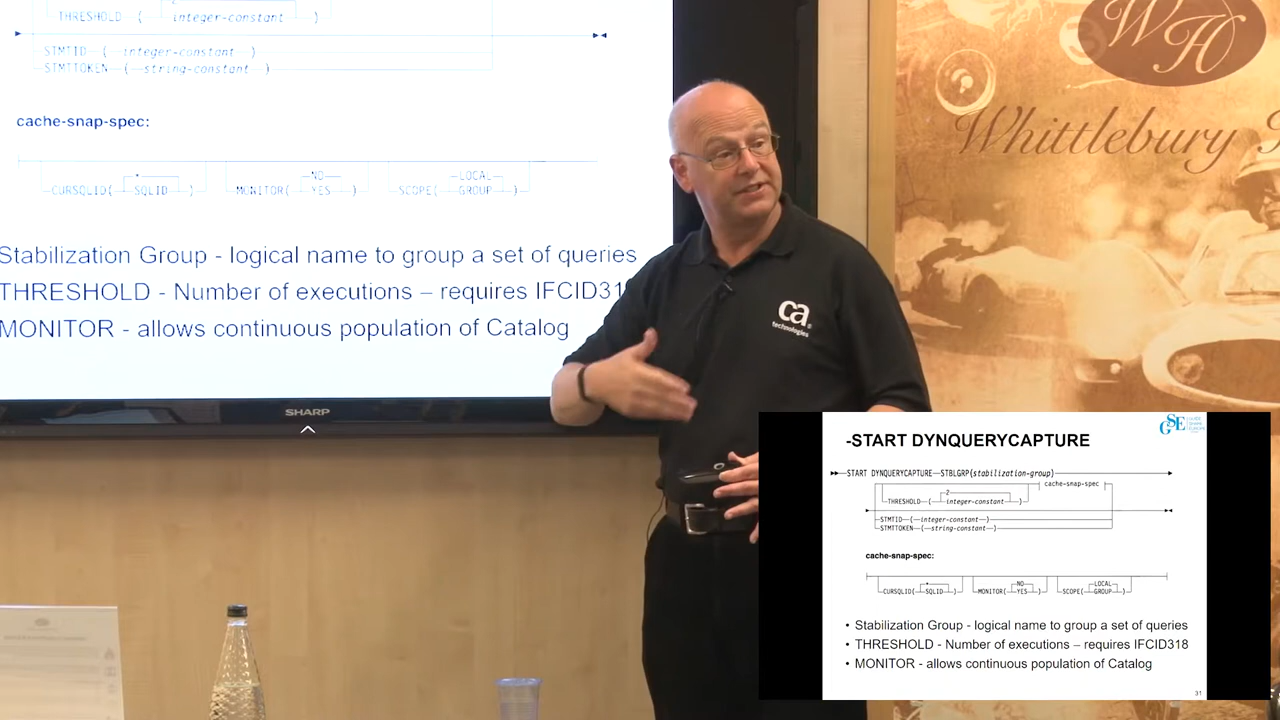 THRESHOLD ( integer-constant )
STMTID ( integer-constant )
STMTTOKEN ( string-constant )
cache-snap-spec:
NO
LOCAL
CURSQLID( SQLID )
MONITOR( YES )
SCOPE( GROUP )
Stabilization Group - logical name to group a set of queries
THRESHOLD - Number of executions – requires IFCID31
MONITOR - allows continuous population of Catalog
SHARP
WH
Whittlebury
ca
technologies
GSE
-START DYNQUERYCAPTURE
START DYNQUERYCAPTURE STBLGRP(stabilization-group)
cache-snap-spec
2
THRESHOLD ( integer-constant )
STMTID ( integer-constant )
STMTTOKEN ( string-constant )
cache-snap-spec:
*
NO
LOCAL
CURSQLID( SQLID )
MONITOR( YES )
SCOPE( GROUP )
• Stabilization Group - logical name to group a set of queries
• THRESHOLD - Number of executions – requires IFCID318
• MONITOR - allows continuous population of Catalog
31